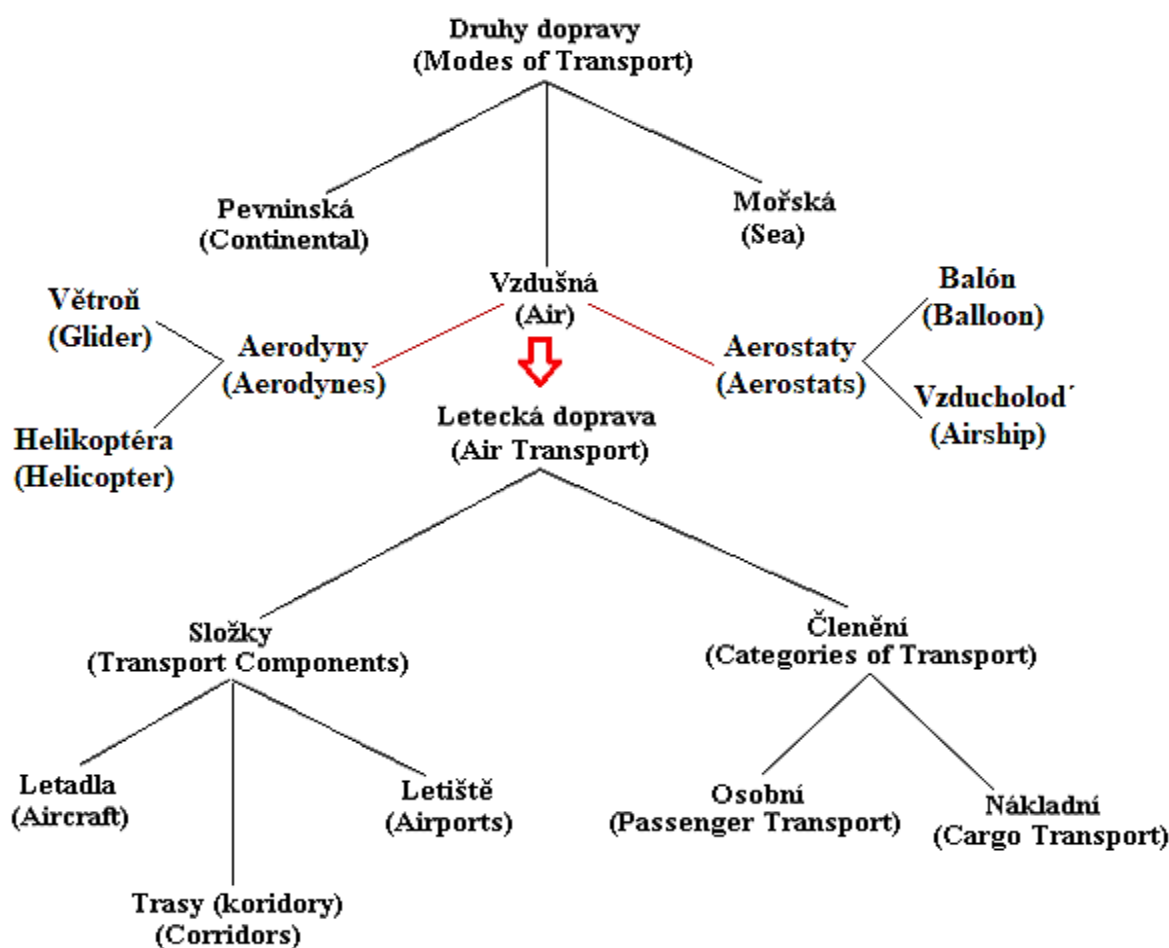 Druhy dopravy
(Modes of Transport)
Pevninská
(Continental)
Mořská
(Sea)
Vzdušná
(Air)
Větroň
(Glider)
Aerodyny
(Aerodynes)
Helikoptéra
(Helicopter)
Aerostaty
(Aerostats)
Balón
(Balloon)
Vzducholod´
(Airship)
Letecká doprava
(Air Transport)
Složky
(Transport Components)
Členění
(Categories of Transport)
Letadla
(Aircraft)
Letiště
(Airports)
Trasy (koridory)
(Corridors)
Osobní
(Passenger Transport)
Nákladní
(Cargo Transport)